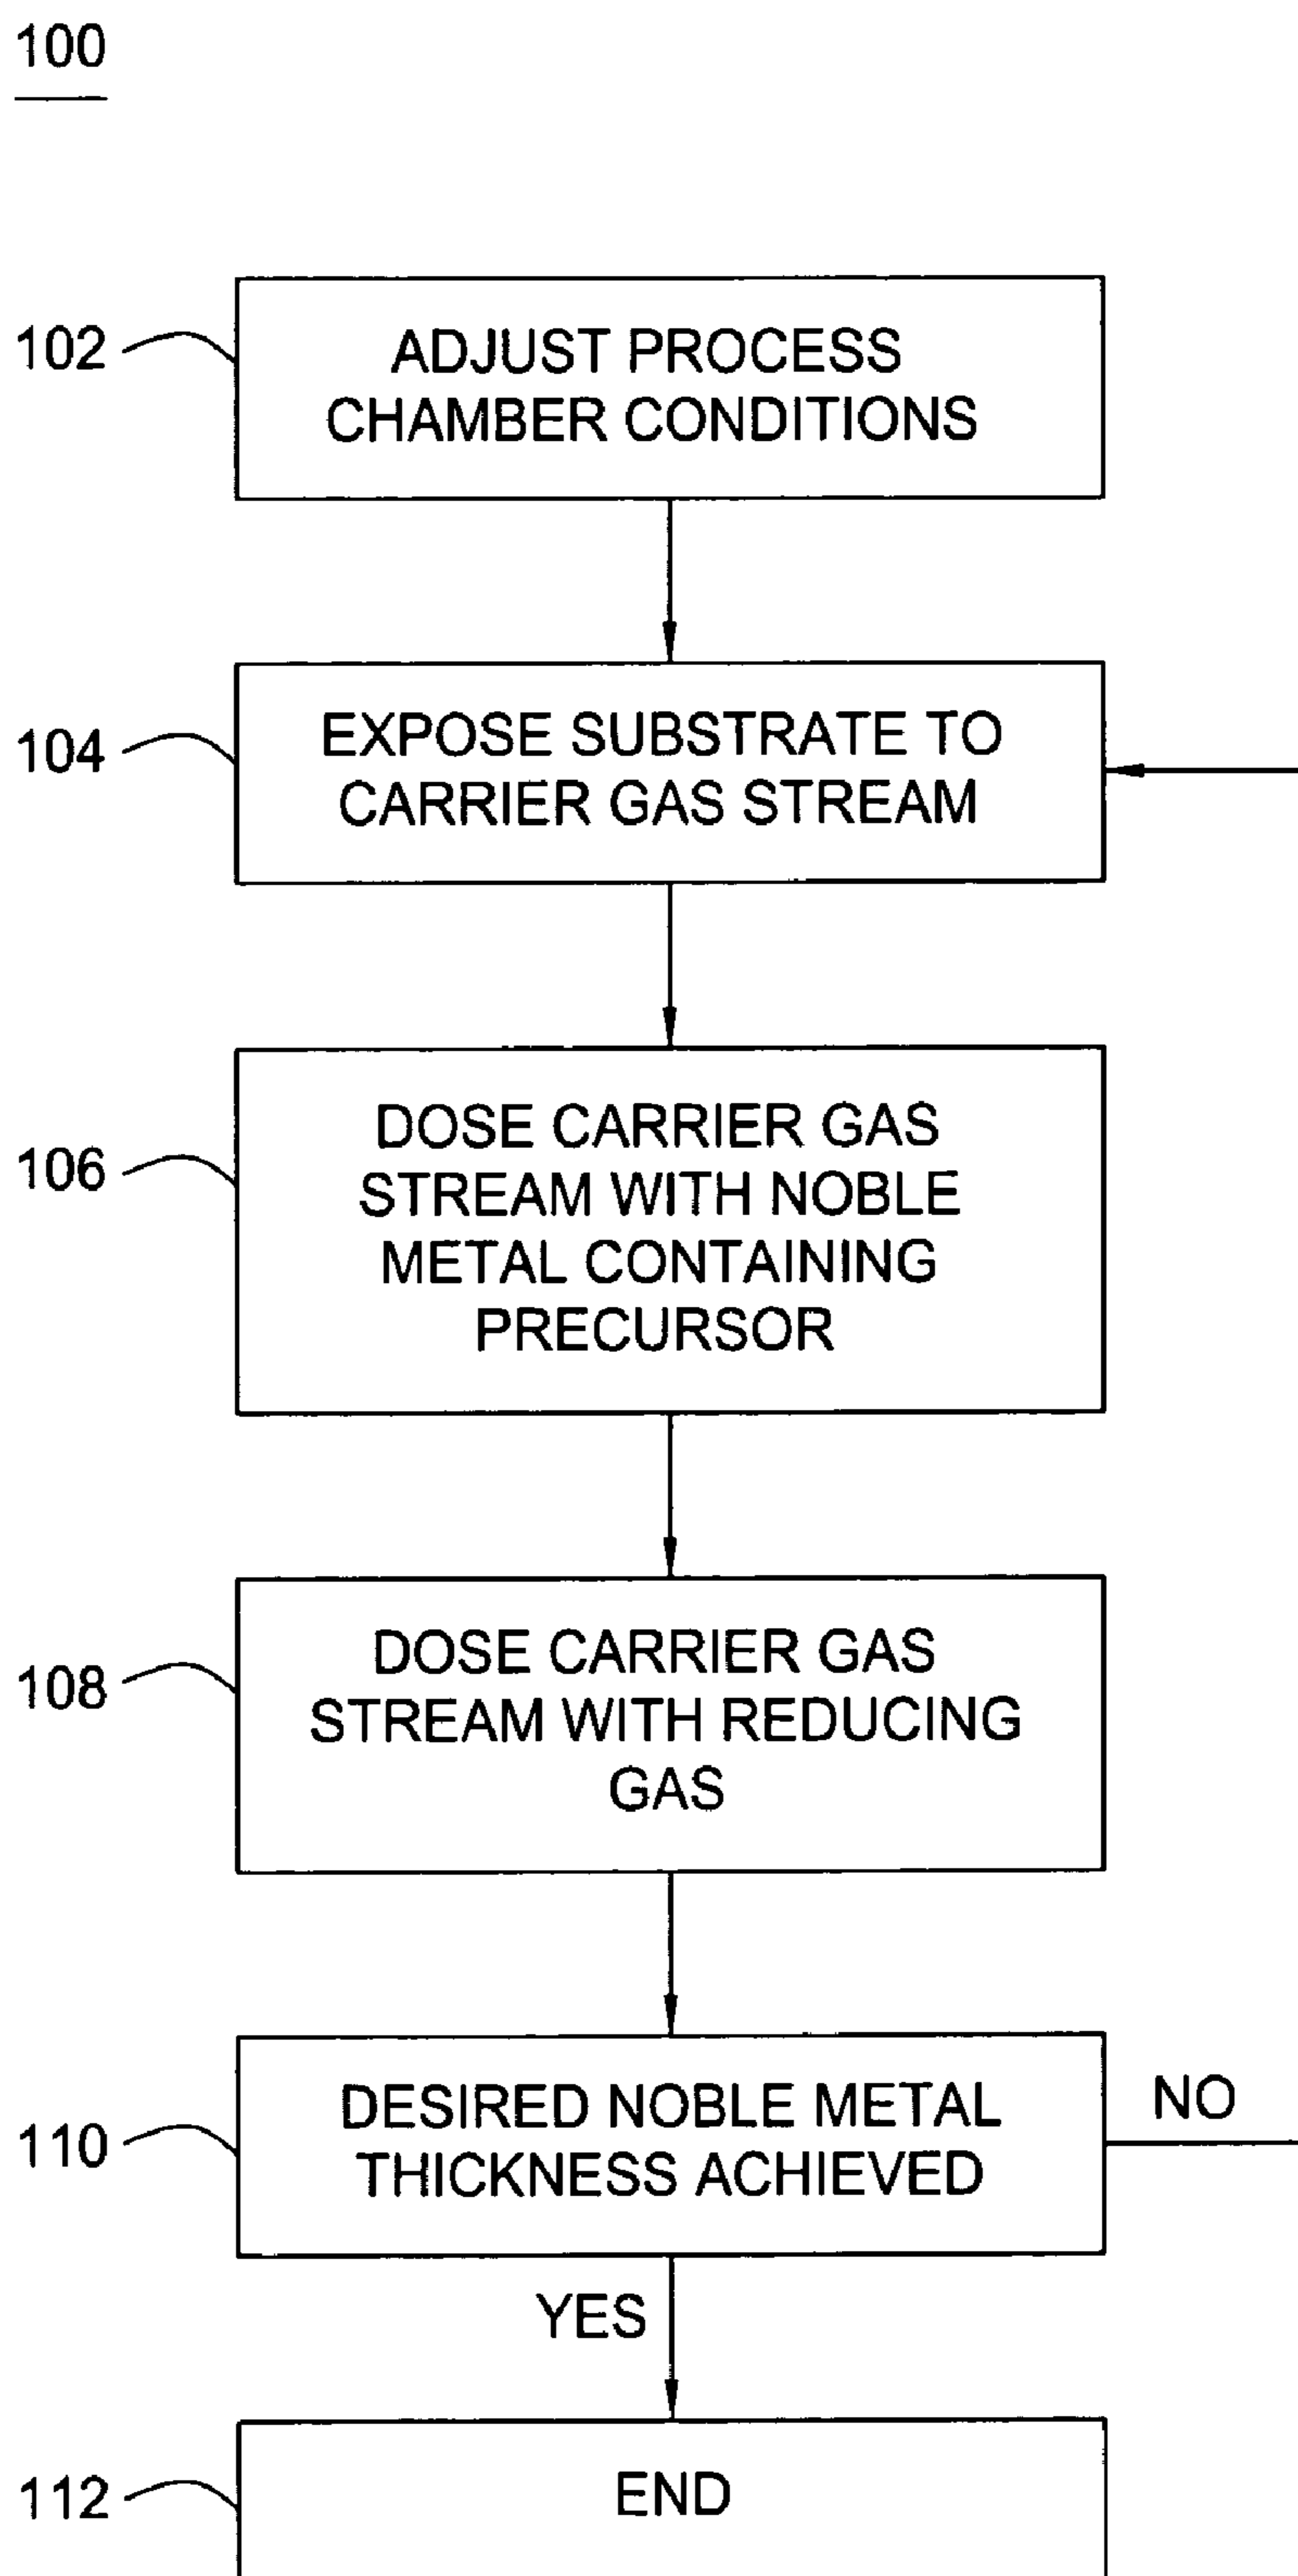 100
102
ADJUST PROCESS
CHAMBER CONDITIONS
104
EXPOSE SUBSTRATE TO
CARRIER GAS STREAM
106
DOSE CARRIER GAS
STREAM WITH NOBLE
METAL CONTAINING
PRECURSOR
108
DOSE CARRIER GAS
STREAM WITH REDUCING
GAS
110
DESIRED NOBLE METAL
THICKNESS ACHIEVED
NO
YES
112
END